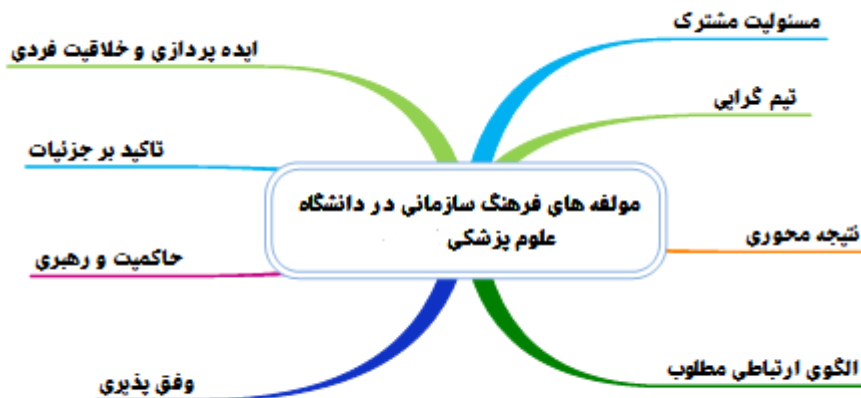 مسئولیت مشترک
ایده پردازی و خلاقیت فردی
تیم گرایی
تاکید بر جزئیات
مولفه های فرهنگ سازمانی در دانشگاه
علوم پزشکی
نتیجه محوری
حاکمیت و رهبری
الگوی ارتباطی مطلوب
وفق پذیری